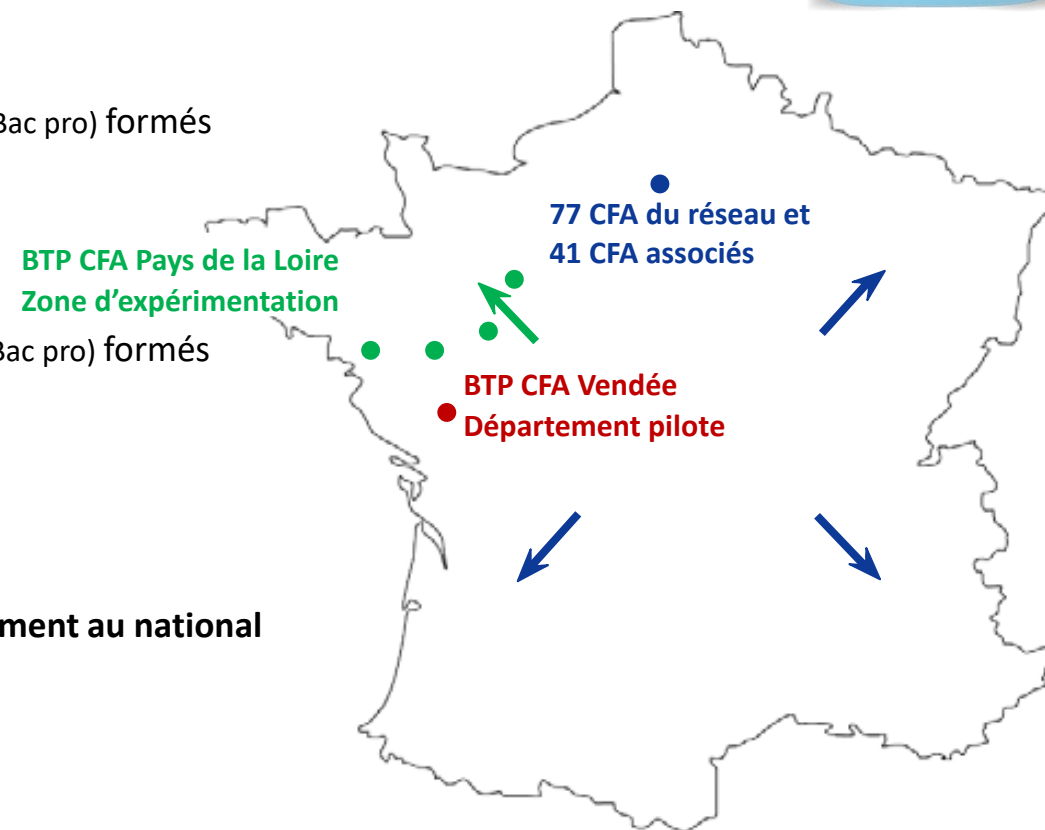 Bac pro) formés
77 CFA du réseau et
41 CFA associés
BTP CFA Pays de la Loire
Zone d'expérimentation
Bac pro) formés
BTP CFA Vendée
Département pilote
ment au national